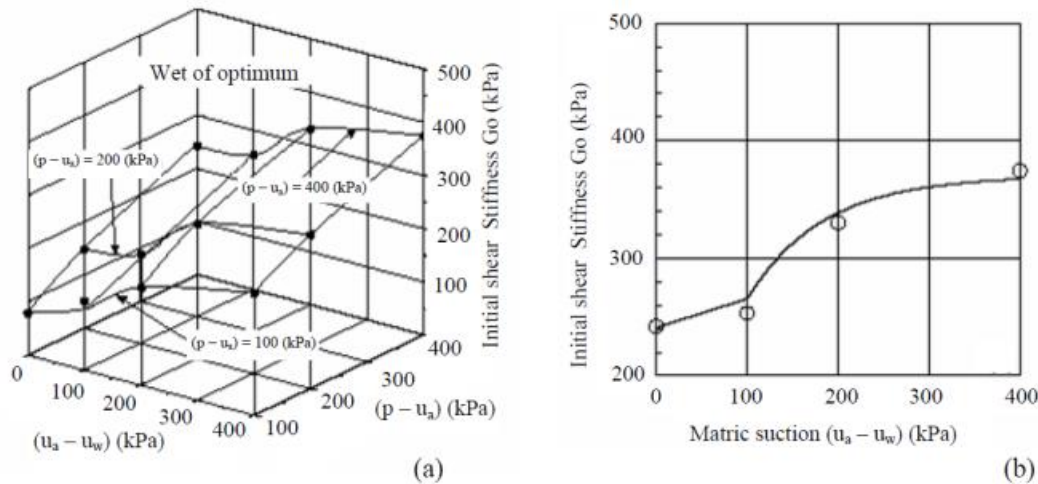 Wet of optimum
(p – uₐ) = 200 (kPa)
(p – uₐ) = 400 (kPa)
(p – uₐ) = 100 (kPa)
500
400
300
200
100
Initial shear Stiffness Go (kPa)
0
100
200
300
400
(uₐ – u_w) (kPa)
100
200
300
400
(p – uₐ) (kPa)
(a)
500
400
300
200
Initial shear Stiffness Go (kPa)
0
100
200
300
400
Matric suction (uₐ – u_w) (kPa)
(b)